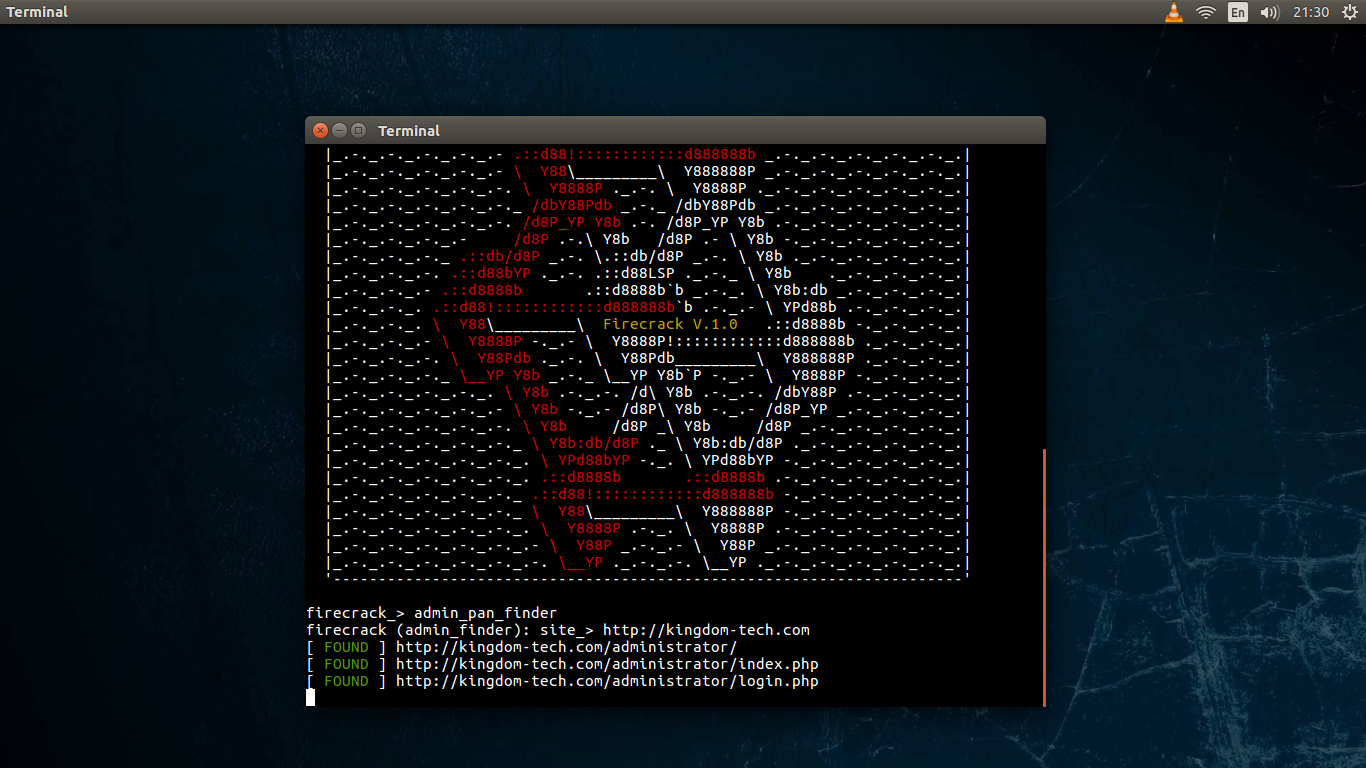 Terminal
En
21:30
Terminal
|_.-._.-._.-._.-._.- .::d88!::::::::::::d888888b _.-._.-._.-._.-._.-._.|
|_.-._.-._.-._.-._.- \  Y88\_________\  Y888888P _.-._.-._.-._.-._.-._.|
|_.-._.-._.-._.-._.-. \  Y8888P ._.-. \  Y8888P ._.-._.-._.-._.-._.-._.|
|_.-._.-._.-._.-._.-._ /dbY88Pdb _.-._ /dbY88Pdb _.-._.-._.-._.-._.-._.|
|_.-._.-._.-._.-._.-. /d8P_YP Y8b .-. /d8P_YP Y8b .-._.-._.-._.-._.-._.|
|_.-._.-._.-._.-     /d8P .-.\ Y8b   /d8P .- \ Y8b -._.-._.-._.-._.-._.|
|_.-._.-._.-._ .::db/d8P _.-. \.::db/d8P _.-. \ Y8b _.-._.-._.-._.-._.|
|_.-._.-._.-. .::d88bYP _.-. .::d88LSP ._.-._ \ Y8b    ._.-._.-._.-._.|
|_.-._.-._.- .::d8888b       .::d8888b`b _.-._. \ Y8b:db _.-._.-._.-._.|
|_.-._.-._. .::d88!::::::::::::d888888b`b .-._.- \ YPd88b .-._.-._.-._.|
|_.-._.-._. \  Y88\_________\  Firecrack V.1.0   .::d8888b -._.-._.-._.|
|_.-._.-._.- \  Y8888P -._.- \  Y8888P!::::::::::::d888888b _.-._.-._.|
|_.-._.-._.-. \  Y88Pdb ._.-. \  Y88Pdb_________\  Y888888P _.-._.-._.|
|_.-._.-._.-._ \__YP Y8b _.-._ \__YP Y8b`P -._.- \  Y8888P -._.-._.-._.|
|_.-._.-._.-._.-._. \ Y8b .-._.-. /d\ Y8b -._.-. /dbY88P _.-._.-._.-._.|
|_.-._.-._.-._.-._.- \ Y8b -._.- /d8P\ Y8b -._.- /d8P_YP _.-._.-._.-._.|
|_.-._.-._.-._.-._.-. \ Y8b     /d8P _\ Y8b     /d8P _.-._.-._.-._.-._.|
|_.-._.-._.-._.-._.-._ \ Y8b:db/d8P ._ \ Y8b:db/d8P ._.-._.-._.-._.-._.|
|_.-._.-._.-._.-._.-._. \ YPd88bYP -._. \ YPd88bYP -._.-._.-._.-._.-._.|
|_.-._.-._.-._.-._.-._. .::d8888b       .::d8888b ._.-._.-._.-._.-._.|
|_.-._.-._.-._.-._.-._ .::d88!::::::::::::d888888b -._.-._.-._.-._.-._.|
|_.-._.-._.-._.-._.-._ \  Y88\_________\  Y888888P -._.-._.-._.-._.-._.|
|_.-._.-._.-._.-._.-._. \  Y8888P .-._. \  Y8888P -._.-._.-._.-._.-._.|
|_.-._.-._.-._.-._.-._.- \  Y88P _.-._.- \  Y88P _.-._.-._.-._.-._.-._.|
|_.-._.-._.-._.-._.-._.-. \__YP ._.-._.-. \__YP ._.-._.-._.-._.-._.-._.|
'----------------------------------------------------------------------'
firecrack_> admin_pan_finder
firecrack (admin_finder): site_> http://kingdom-tech.com
[ FOUND ] http://kingdom-tech.com/administrator/
[ FOUND ] http://kingdom-tech.com/administrator/index.php
[ FOUND ] http://kingdom-tech.com/administrator/login.php